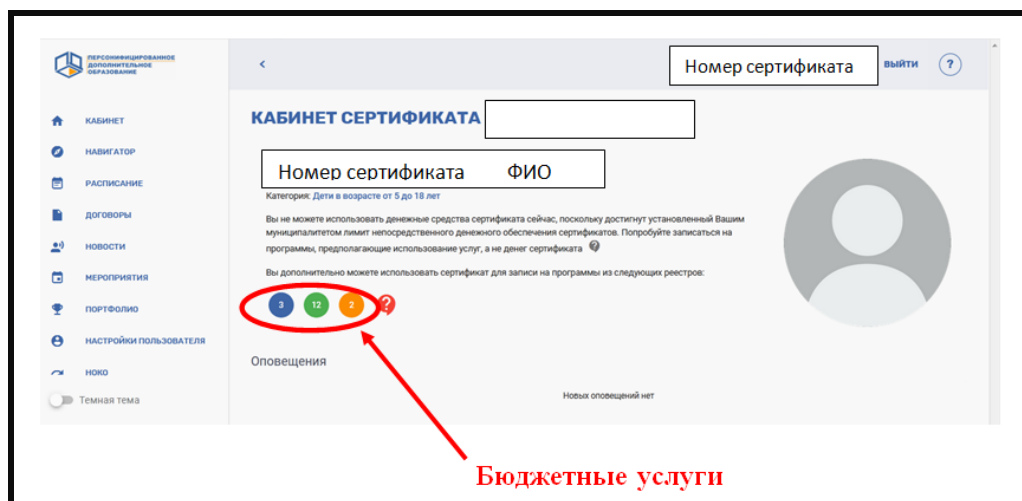 ПЕРСОНИФИЦИРОВАННОЕ
ДОПОЛНИТЕЛЬНОЕ
ОБРАЗОВАНИЕ
Номер сертификата
ВЫЙТИ
?
КАБИНЕТ
НАВИГАТОР
РАСПИСАНИЕ
ДОГОВОРЫ
НОВОСТИ
МЕРОПРИЯТИЯ
ПОРТФОЛИО
НАСТРОЙКИ ПОЛЬЗОВАТЕЛЯ
НОКО
Темная тема
КАБИНЕТ СЕРТИФИКАТА
Номер сертификата ФИО
Категория: Дети в возрасте от 5 до 18 лет
Вы не можете использовать денежные средства сертификата сейчас, поскольку достигнут установленный Вашим
муниципалитетом лимит непосредственного денежного обеспечения сертификатов. Попробуйте записаться на
программы, предполагающие использование услуг, а не денег сертификата ?
Вы дополнительно можете использовать сертификат для записи на программы из следующих реестров:
3 12 2 ?
Оповещения
Новых оповещений нет
Бюджетные услуги